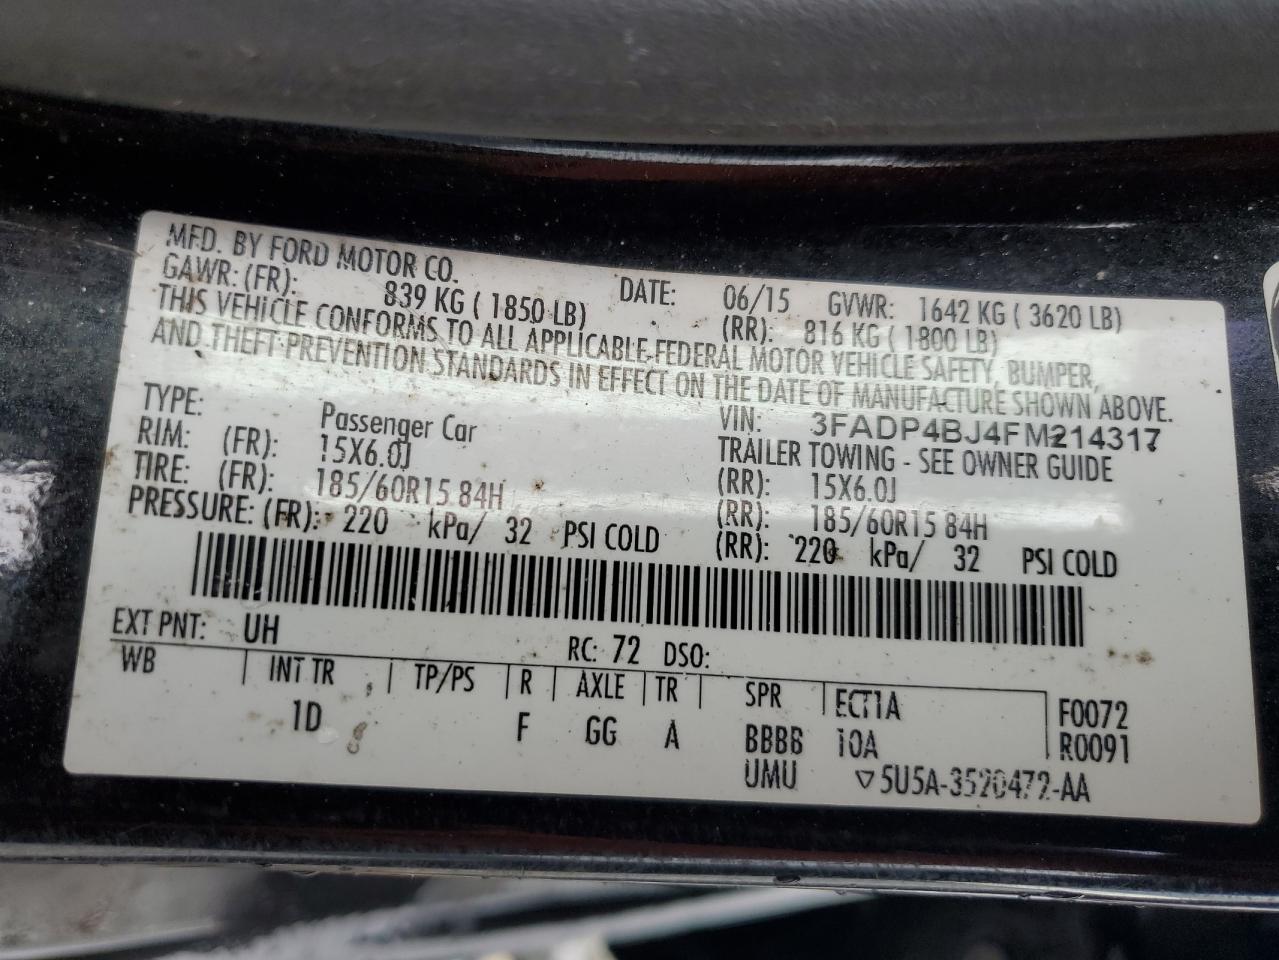 MFD. BY FORD MOTOR CO.
DATE: 06/15 GVWR: 1642 KG ( 3620 LB)
GAWR: (FR): 839 KG ( 1850 LB) (RR): 816 KG ( 1800 LB)
THIS VEHICLE CONFORMS TO ALL APPLICABLE FEDERAL MOTOR VEHICLE SAFETY, BUMPER,
AND THEFT PREVENTION STANDARDS IN EFFECT ON THE DATE OF MANUFACTURE SHOWN ABOVE.
VIN: 3FADP4BJ4FM214317
TYPE: Passenger Car TRAILER TOWING - SEE OWNER GUIDE
RIM: (FR): 15X6.0J (RR): 15X6.0J
TIRE: (FR): 185/60R15 84H (RR): 185/60R15 84H
PRESSURE: (FR): 220 kPa/ 32 PSI COLD (RR): 220 kPa/ 32 PSI COLD
EXT PNT: UH RC: 72 DSO:
WB INT TR TP/PS R AXLE TR SPR ECT1A F0072
1D 8 F GG A BBBB 10A R0091
UMU ▽5U5A-3520472-AA